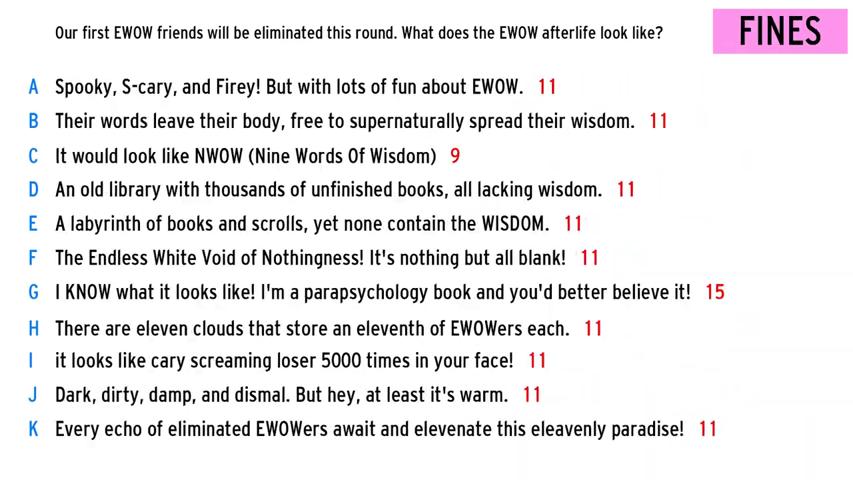 Our first EWOW friends will be eliminated this round. What does the EWOW afterlife look like?
FINES
A Spooky, S-cary, and Firey! But with lots of fun about EWOW. 11
B Their words leave their body, free to supernaturally spread their wisdom. 11
C It would look like NWOW (Nine Words Of Wisdom) 9
D An old library with thousands of unfinished books, all lacking wisdom. 11
E A labyrinth of books and scrolls, yet none contain the WISDOM. 11
F The Endless White Void of Nothingness! It's nothing but all blank! 11
G I KNOW what it looks like! I'm a parapsychology book and you'd better believe it! 15
H There are eleven clouds that store an eleventh of EWOWers each. 11
I it looks like cary screaming loser 5000 times in your face! 11
J Dark, dirty, damp, and dismal. But hey, at least it's warm. 11
K Every echo of eliminated EWOWers await and elevenate this eleavenly paradise! 11